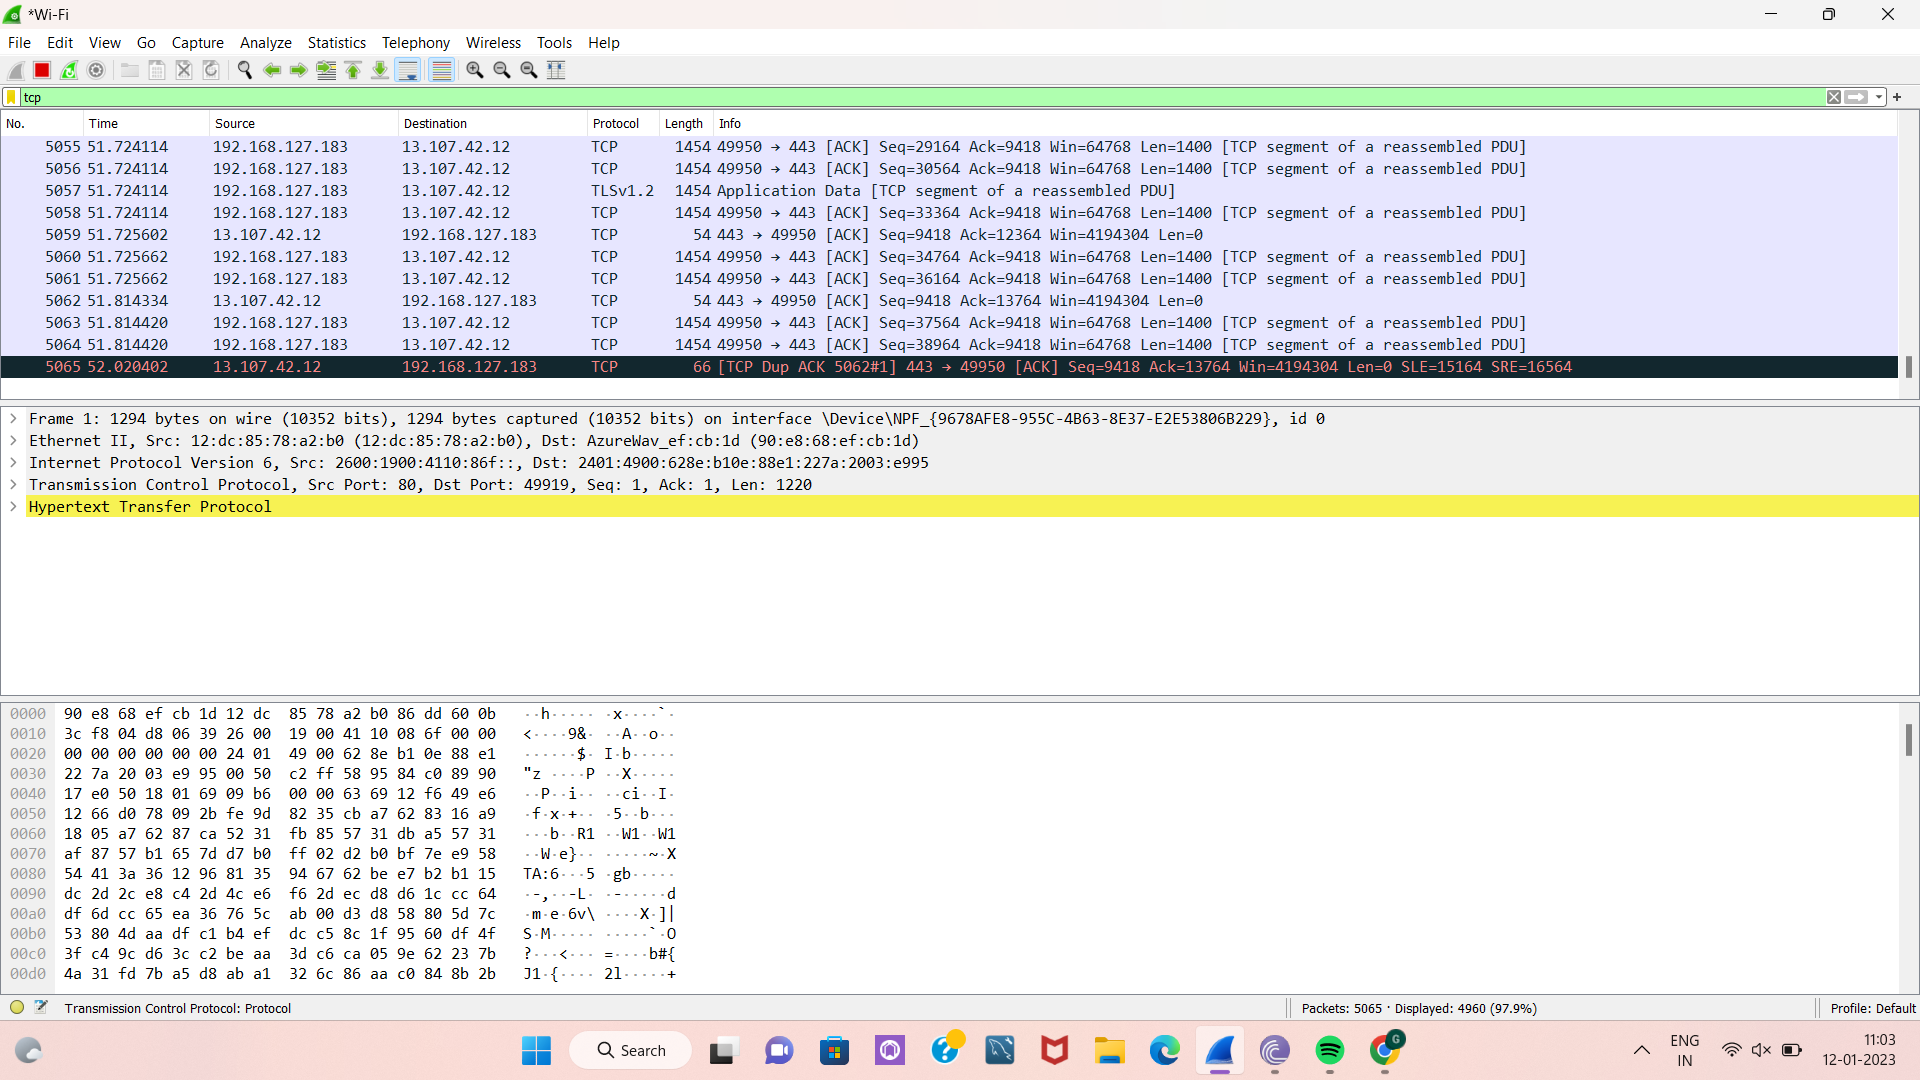 *Wi-Fi
File Edit View Go Capture Analyze Statistics Telephony Wireless Tools Help
tcp
No. Time Source Destination Protocol Length Info
5055 51.724114 192.168.127.183 13.107.42.12 TCP 1454 49950 → 443 [ACK] Seq=29164 Ack=9418 Win=64768 Len=1400 [TCP segment of a reassembled PDU]
5056 51.724114 192.168.127.183 13.107.42.12 TCP 1454 49950 → 443 [ACK] Seq=30564 Ack=9418 Win=64768 Len=1400 [TCP segment of a reassembled PDU]
5057 51.724114 192.168.127.183 13.107.42.12 TLSv1.2 1454 Application Data [TCP segment of a reassembled PDU]
5058 51.724114 192.168.127.183 13.107.42.12 TCP 1454 49950 → 443 [ACK] Seq=33364 Ack=9418 Win=64768 Len=1400 [TCP segment of a reassembled PDU]
5059 51.725602 13.107.42.12 192.168.127.183 TCP 54 443 → 49950 [ACK] Seq=9418 Ack=12364 Win=4194304 Len=0
5060 51.725662 192.168.127.183 13.107.42.12 TCP 1454 49950 → 443 [ACK] Seq=34764 Ack=9418 Win=64768 Len=1400 [TCP segment of a reassembled PDU]
5061 51.725662 192.168.127.183 13.107.42.12 TCP 1454 49950 → 443 [ACK] Seq=36164 Ack=9418 Win=64768 Len=1400 [TCP segment of a reassembled PDU]
5062 51.814334 13.107.42.12 192.168.127.183 TCP 54 443 → 49950 [ACK] Seq=9418 Ack=13764 Win=4194304 Len=0
5063 51.814420 192.168.127.183 13.107.42.12 TCP 1454 49950 → 443 [ACK] Seq=37564 Ack=9418 Win=64768 Len=1400 [TCP segment of a reassembled PDU]
5064 51.814420 192.168.127.183 13.107.42.12 TCP 1454 49950 → 443 [ACK] Seq=38964 Ack=9418 Win=64768 Len=1400 [TCP segment of a reassembled PDU]
5065 52.020402 13.107.42.12 192.168.127.183 TCP 66 [TCP Dup ACK 5062#1] 443 → 49950 [ACK] Seq=9418 Ack=13764 Win=4194304 Len=0 SLE=15164 SRE=16564
Frame 1: 1294 bytes on wire (10352 bits), 1294 bytes captured (10352 bits) on interface \Device\NPF_{9678AFE8-955C-4B63-8E37-E2E53806B229}, id 0
Ethernet II, Src: 12:dc:85:78:a2:b0 (12:dc:85:78:a2:b0), Dst: AzureWav_ef:cb:1d (90:e8:68:ef:cb:1d)
Internet Protocol Version 6, Src: 2600:1900:4110:86f::, Dst: 2401:4900:628e:b10e:88e1:227a:2003:e995
Transmission Control Protocol, Src Port: 80, Dst Port: 49919, Seq: 1, Ack: 1, Len: 1220
Hypertext Transfer Protocol
0000 90 e8 68 ef cb 1d 12 dc 85 78 a2 b0 86 dd 60 0b ··h····· ·x····`·
0010 3c f8 04 d8 06 39 26 00 19 00 41 10 08 6f 00 00 <····9&· ··A··o··
0020 00 00 00 00 00 00 24 01 49 00 62 8e b1 0e 88 e1 ······$· I·b·····
0030 22 7a 20 03 e9 95 00 50 c2 ff 58 95 84 c0 89 90 "z ····P ··X·····
0040 17 e0 50 18 01 69 09 b6 00 00 63 69 12 f6 49 e6 ··P··i·· ··ci··I·
0050 12 66 d0 78 09 2b fe 9d 82 35 cb a7 62 83 16 a9 ·f·x·+·· ·5··b···
0060 18 05 a7 62 87 ca 52 31 fb 85 57 31 db a5 57 31 ···b··R1 ··W1··W1
0070 af 87 57 b1 65 7d d7 b0 ff 02 d2 b0 bf 7e e9 58 ··W·e}·· ·····~·X
0080 54 41 3a 36 12 96 81 35 94 67 62 be e7 b2 b1 15 TA:6···5 ·gb·····
0090 dc 2d 2c e8 c4 2d 4c e6 f6 2d ec d8 d6 1c cc 64 ·-,··-L· ·-·····d
00a0 df 6d cc 65 ea 36 76 5c ab 00 d3 d8 58 80 5d 7c ·m·e·6v\ ····X·]|
00b0 53 80 4d aa df c1 b4 ef dc c5 8c 1f 95 60 df 4f S·M····· ·····`·O
00c0 3f c4 9c d6 3c c2 be aa 3d c6 ca 05 9e 62 23 7b ?···<··· =····b#{
00d0 4a 31 fd 7b a5 d8 ab a1 32 6c 86 aa c0 84 8b 2b J1·{···· 2l·····+
Transmission Control Protocol: Protocol Packets: 5065 · Displayed: 4960 (97.9%) Profile: Default
Search
G
ENG
IN
11:03
12-01-2023